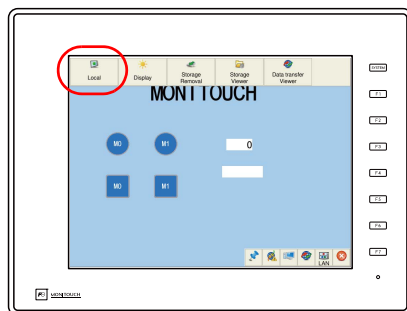 Local Display Storage Removal Storage Viewer Data transfer Viewer
SYSTEM
MONITOUCH
F1
F2
M0 M1 0
F3
F4
M0 M1
F5
F6
F7
LAN
MONITOUCH